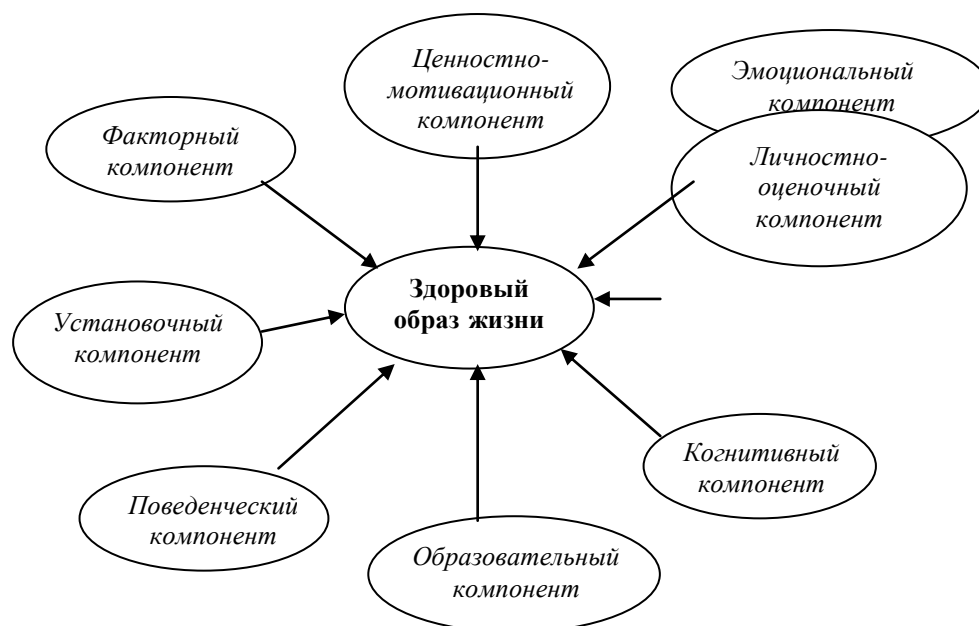 Ценностно-
мотивационный
компонент
Эмоциональный
компонент
Факторный
компонент
Личностно-
оценочный
компонент
Здоровый
образ жизни
Установочный
компонент
Когнитивный
компонент
Поведенческий
компонент
Образовательный
компонент